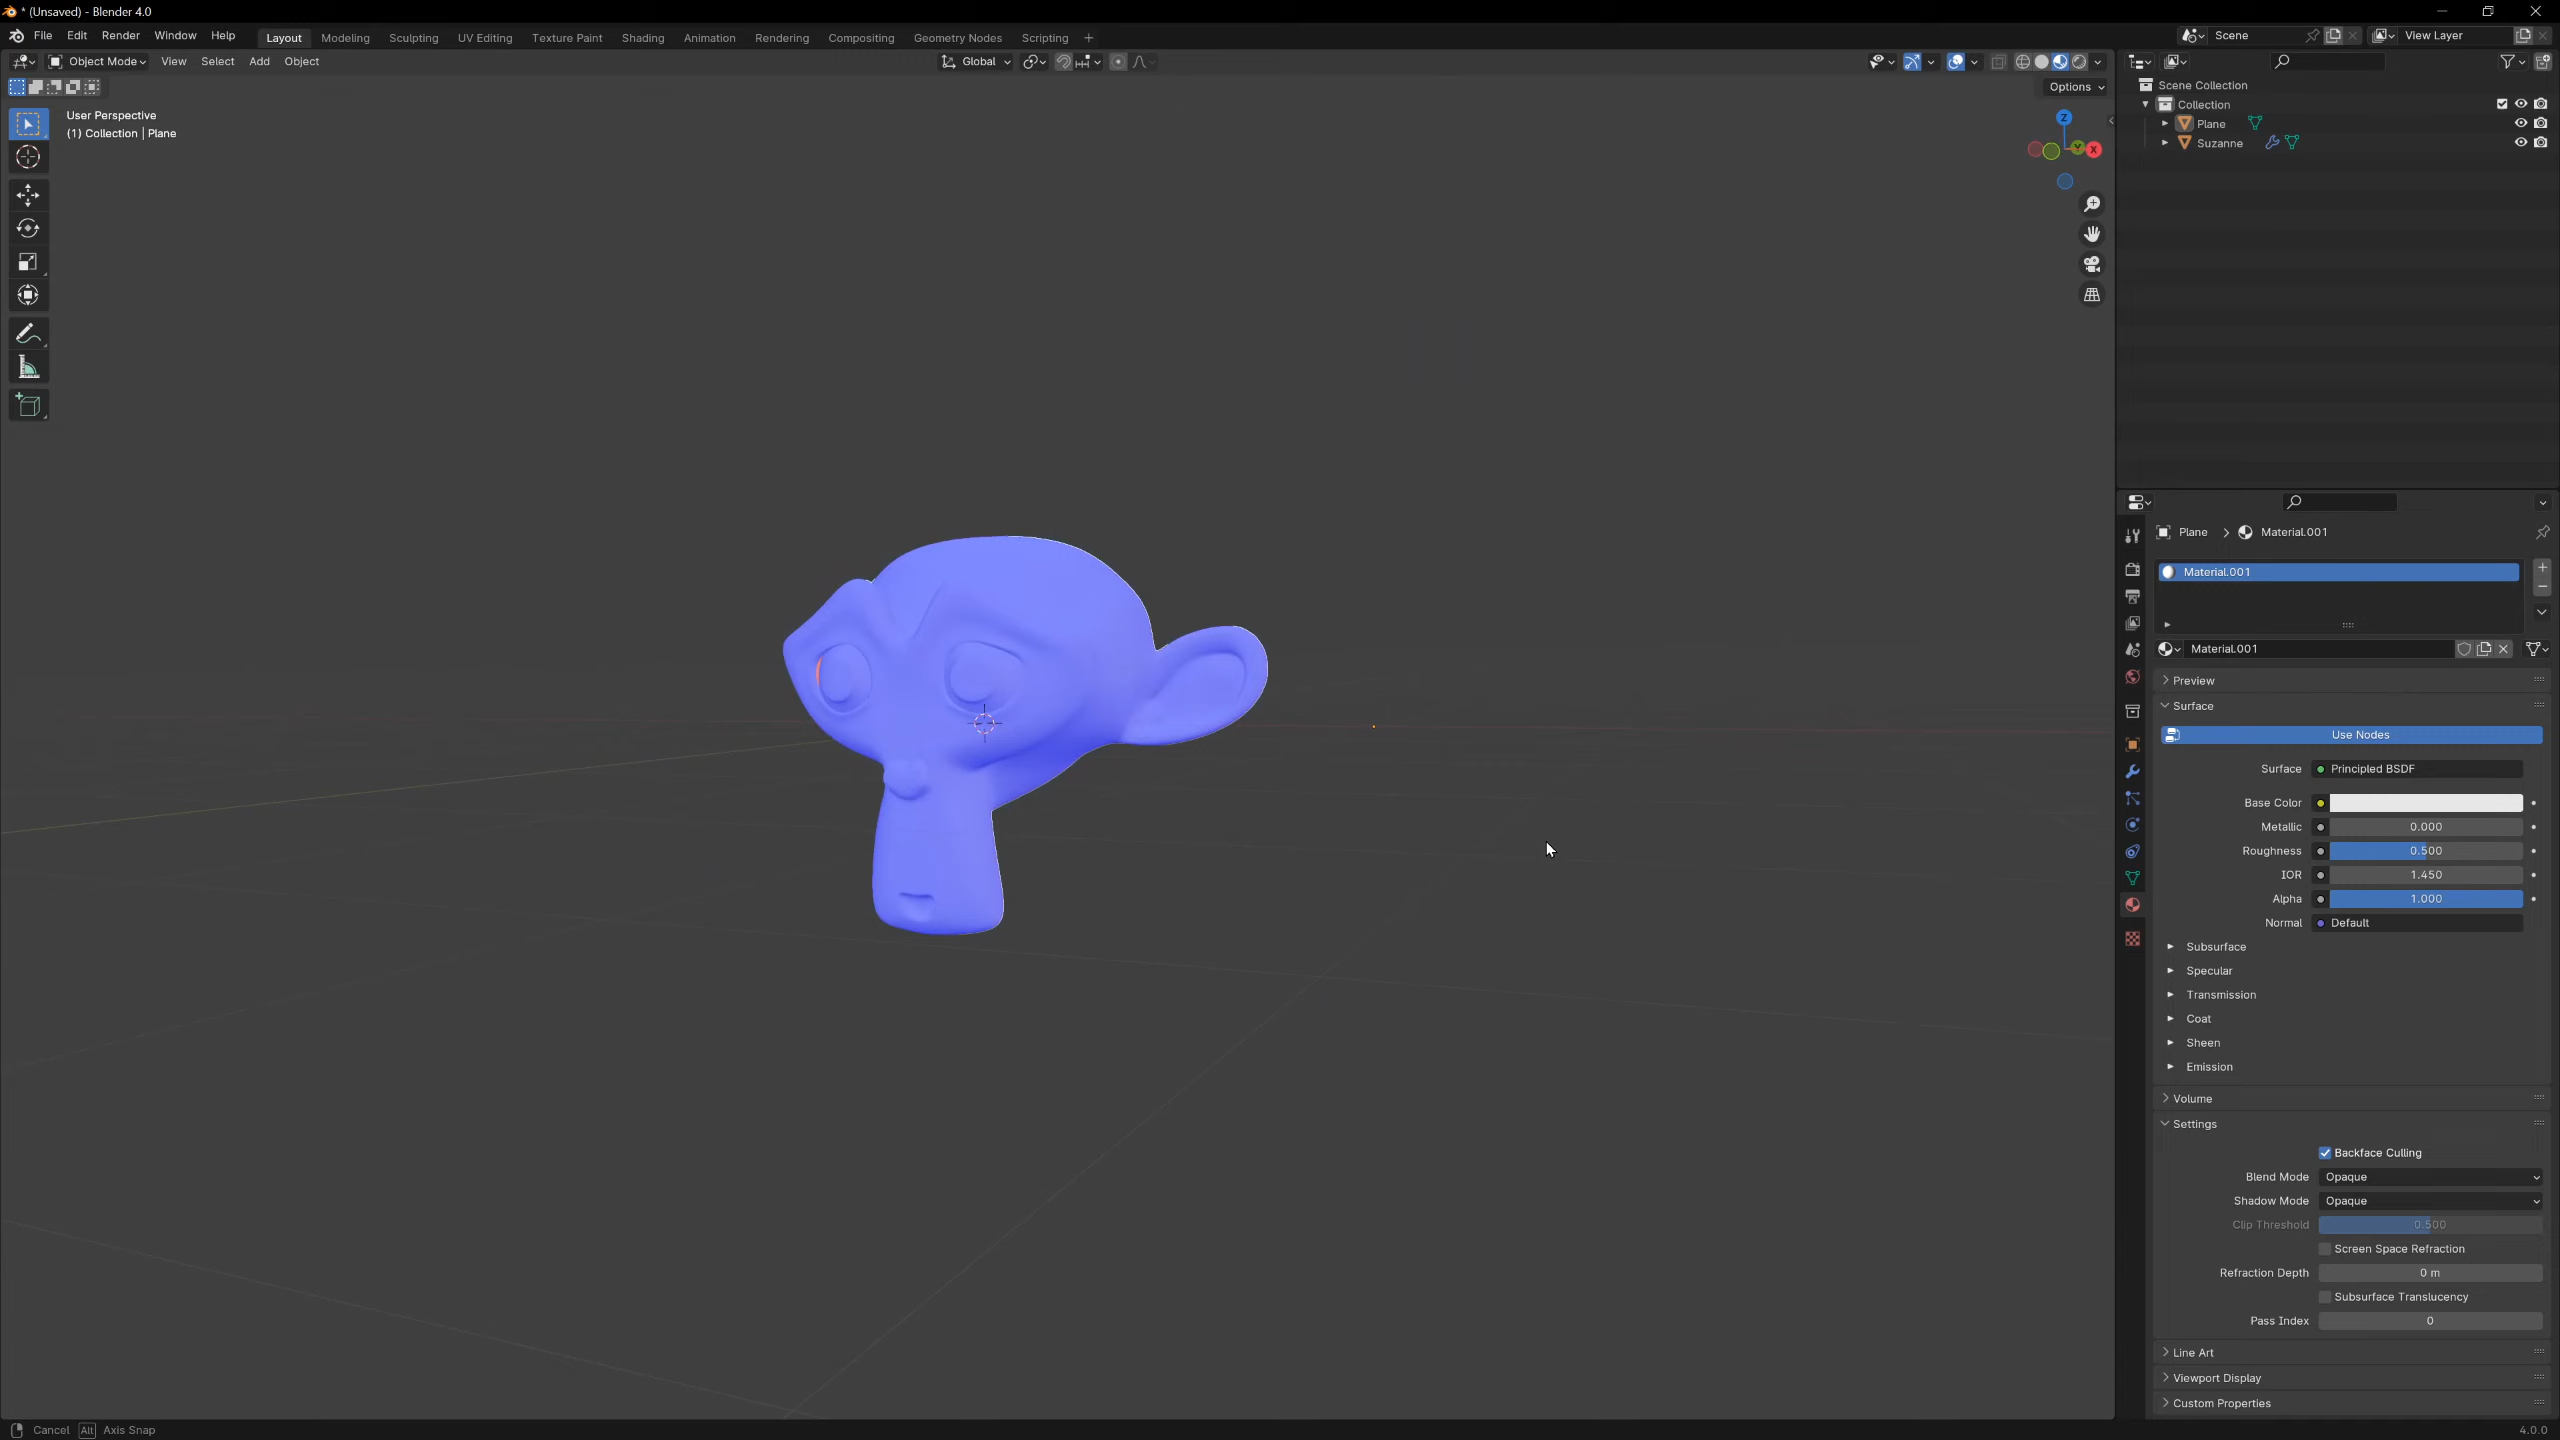 * (Unsaved) - Blender 4.0
File Edit Render Window Help Layout Modeling Sculpting UV Editing Texture Paint Shading Animation Rendering Compositing Geometry Nodes Scripting + Scene View Layer
Object Mode View Select Add Object Global
Options
User Perspective
(1) Collection | Plane
Z
Y
X
Scene Collection
Collection
Plane
Suzanne
Plane > Material.001
Material.001
Material.001
Preview
Surface
Use Nodes
Surface Principled BSDF
Base Color
Metallic 0.000
Roughness 0.500
IOR 1.450
Alpha 1.000
Normal Default
Subsurface
Specular
Transmission
Coat
Sheen
Emission
Volume
Settings
Backface Culling
Blend Mode Opaque
Shadow Mode Opaque
Clip Threshold 0.500
Screen Space Refraction
Refraction Depth 0 m
Subsurface Translucency
Pass Index 0
Line Art
Viewport Display
Custom Properties
Cancel Alt Axis Snap
4.0.0